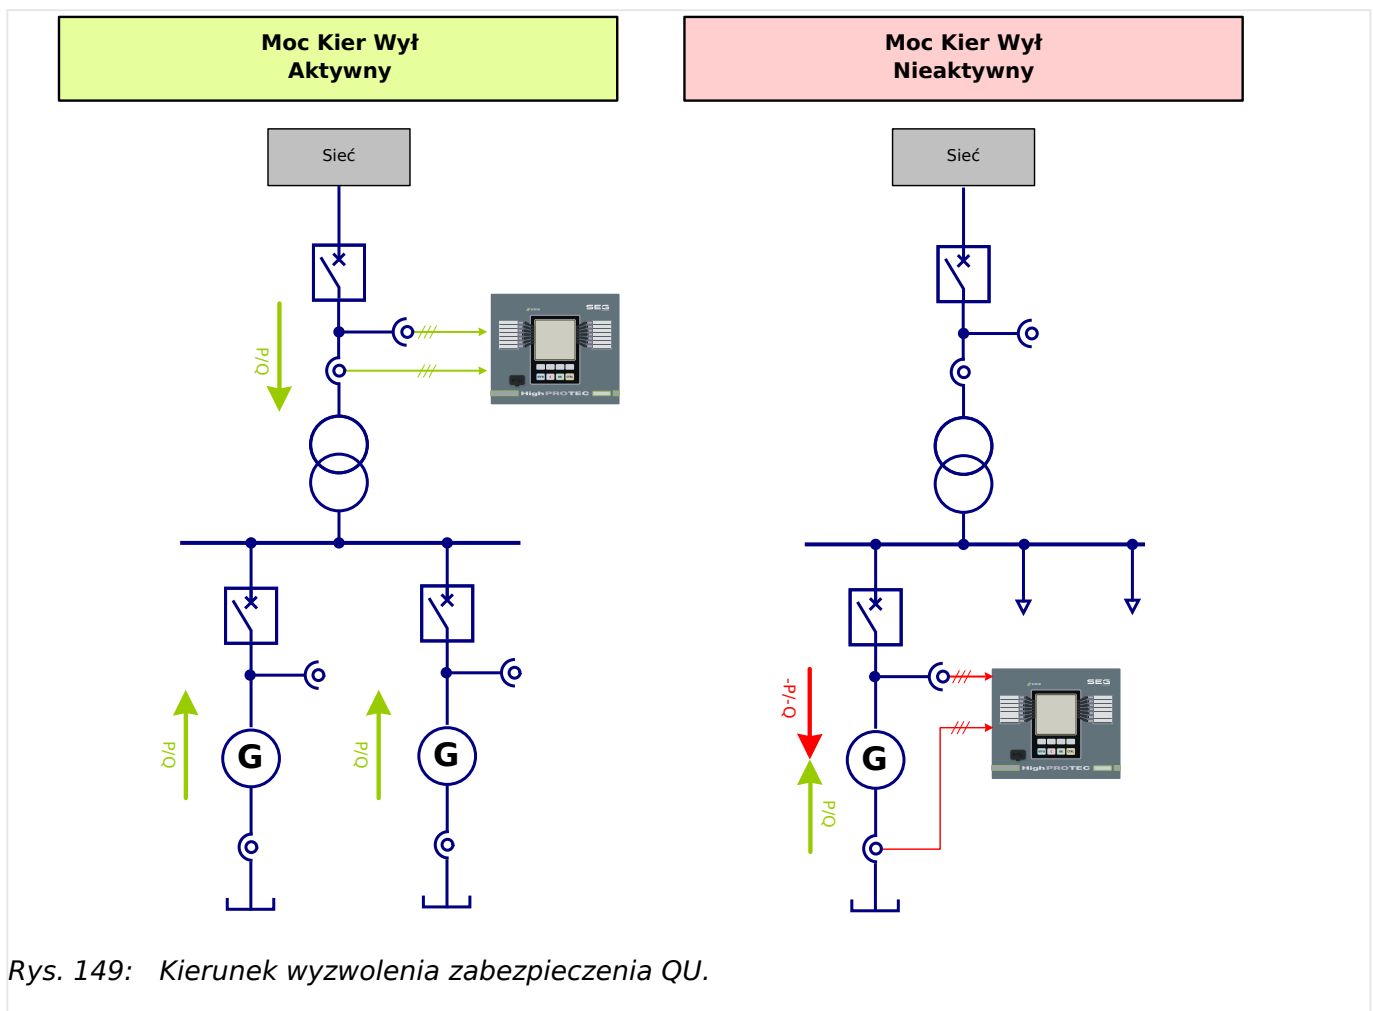 Moc Kier Wył
Aktywny
Moc Kier Wył
Nieaktywny
Sieć
Sieć
P/Q
SEG
HighPROTEC
P/Q
G
P/Q
G
-P/-Q
P/Q
G
SEG
HighPROTEC
Rys. 149: Kierunek wyzwolenia zabezpieczenia QU.